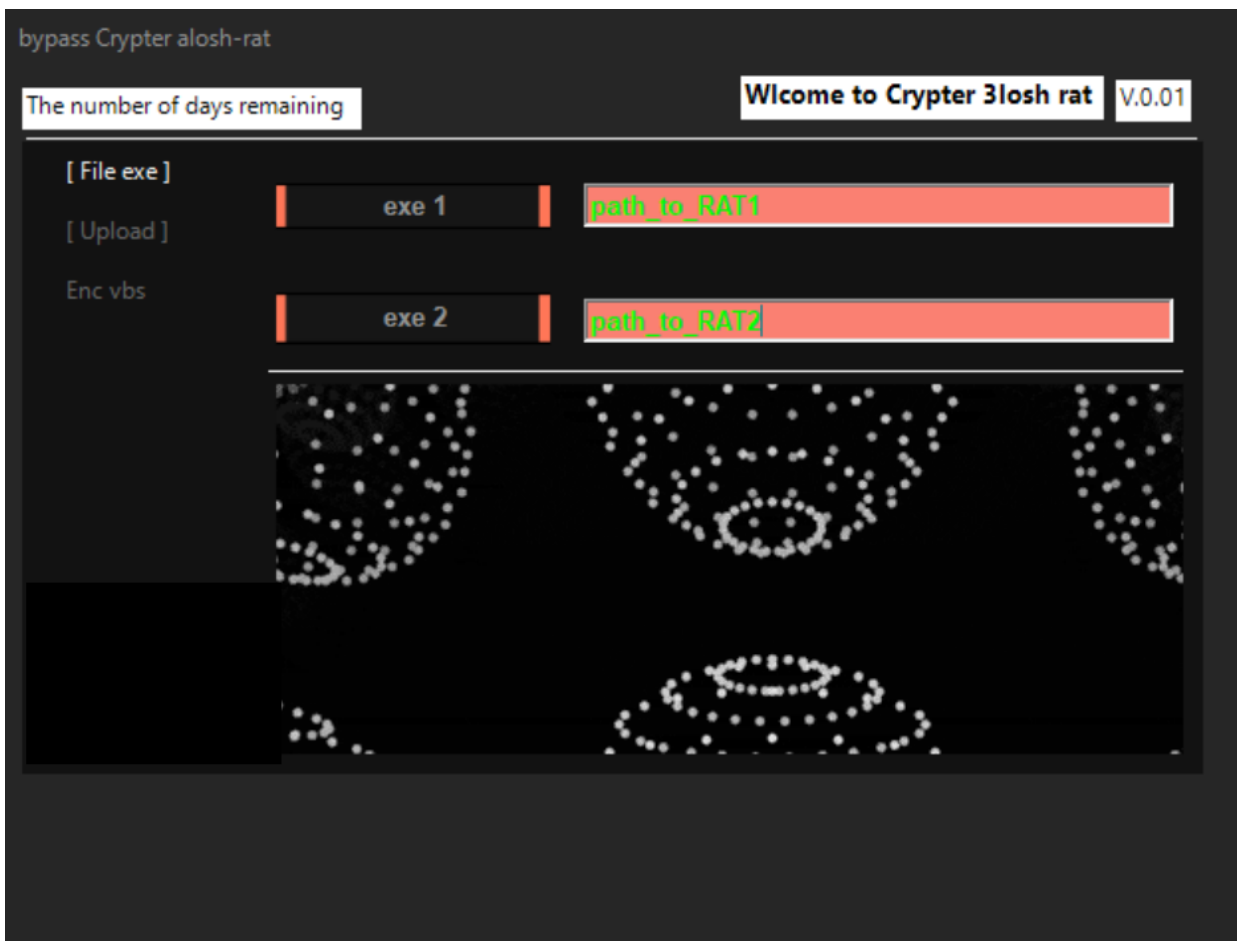 bypass Crypter alosh-rat
The number of days remaining
Wlcome to Crypter 3losh rat
V.0.01
[ File exe ]
exe 1
path_to_RAT1
[ Upload ]
Enc vbs
exe 2
path_to_RAT2